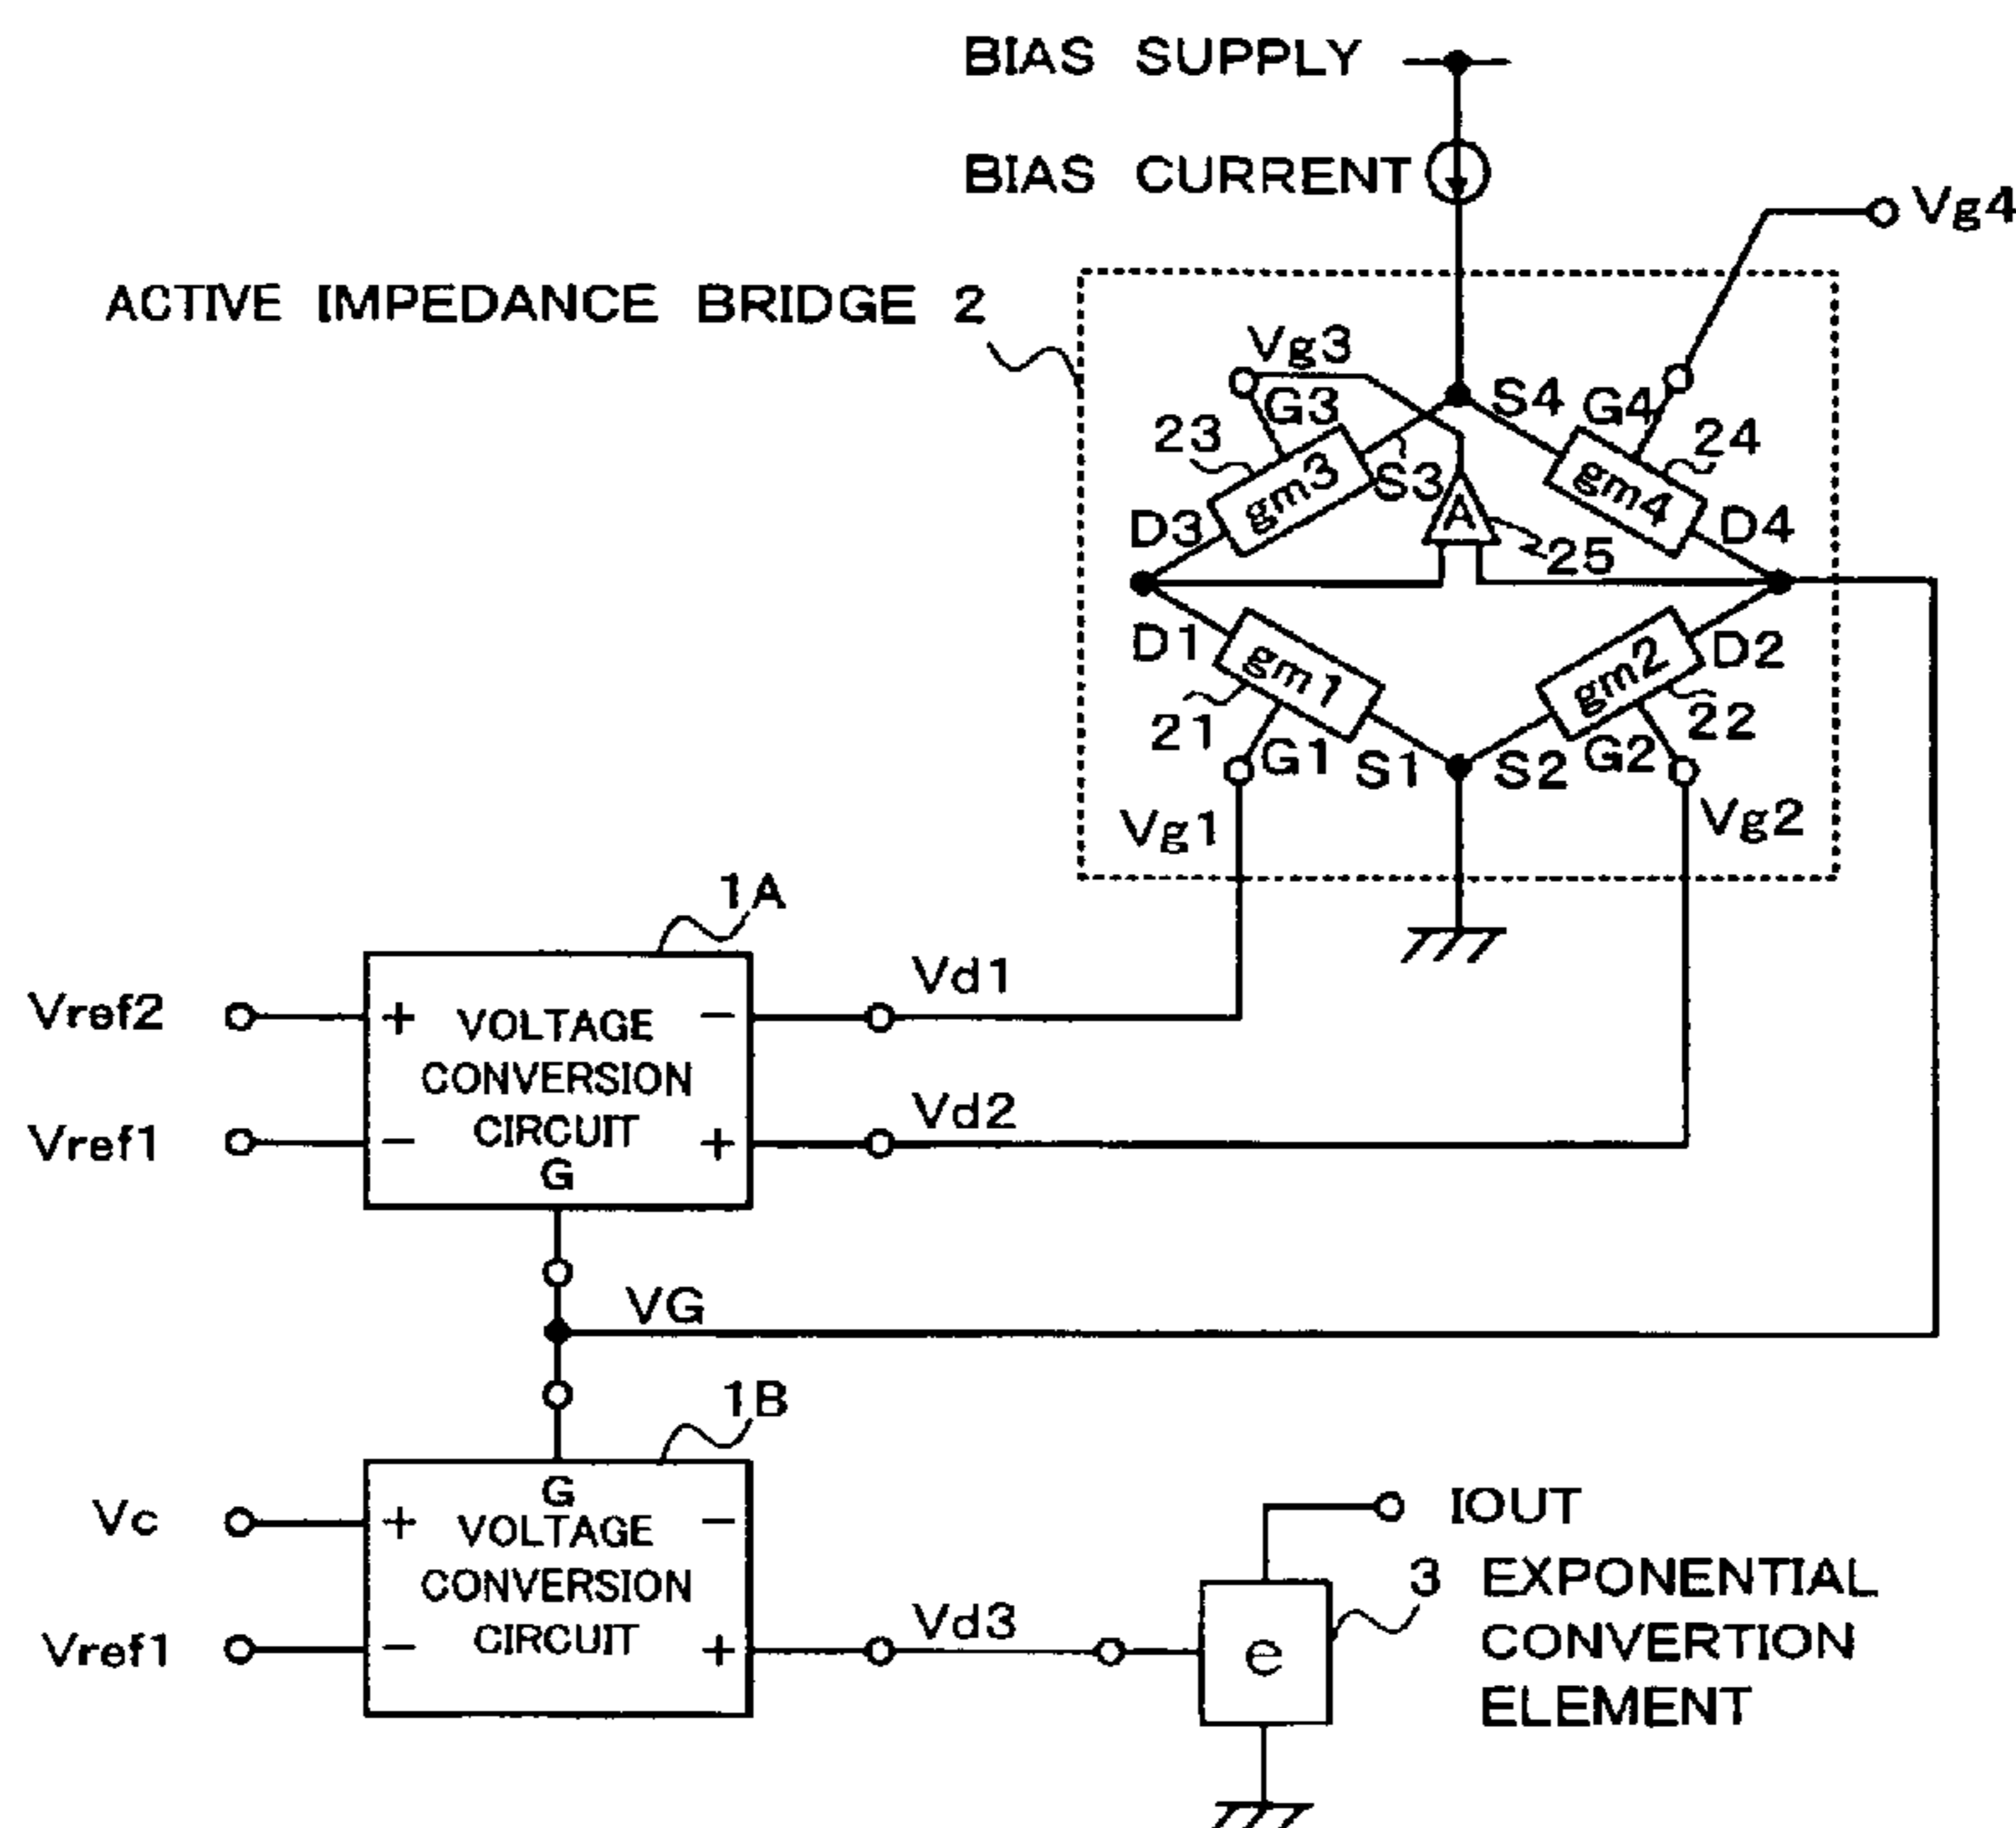 BIAS SUPPLY
BIAS CURRENT
Vg4
ACTIVE IMPEDANCE BRIDGE 2
Vg3
G3
S4
G4
23
24
gm3
S3
gm4
D3
A
D4
25
D1
gm1
gm2
D2
21
G1
S1
S2
G2
22
Vg1
Vg2
1A
Vref2
+ VOLTAGE −
CONVERSION
CIRCUIT
Vref1
−
+
G
Vd1
Vd2
VG
1B
G
Vc
+ VOLTAGE −
CONVERSION
CIRCUIT
Vref1
−
+
Vd3
IOUT
e
3 EXPONENTIAL
CONVERTION
ELEMENT